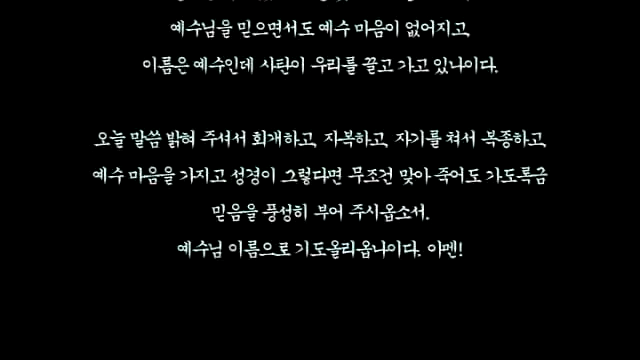 예수님을 믿으면서도 예수 마음이 없어지고,
이름은 예수인데 사탄이 우리를 끌고 가고 있나이다.
오늘 말씀 밝혀 주셔서 회개하고, 자복하고, 자기를 쳐서 복종하고,
예수 마음을 가지고 성경이 그렇다면 무조건 맞아 죽어도 가도록금
믿음을 풍성히 부어 주시옵소서.
예수님 이름으로 기도올리옵나이다. 아멘!